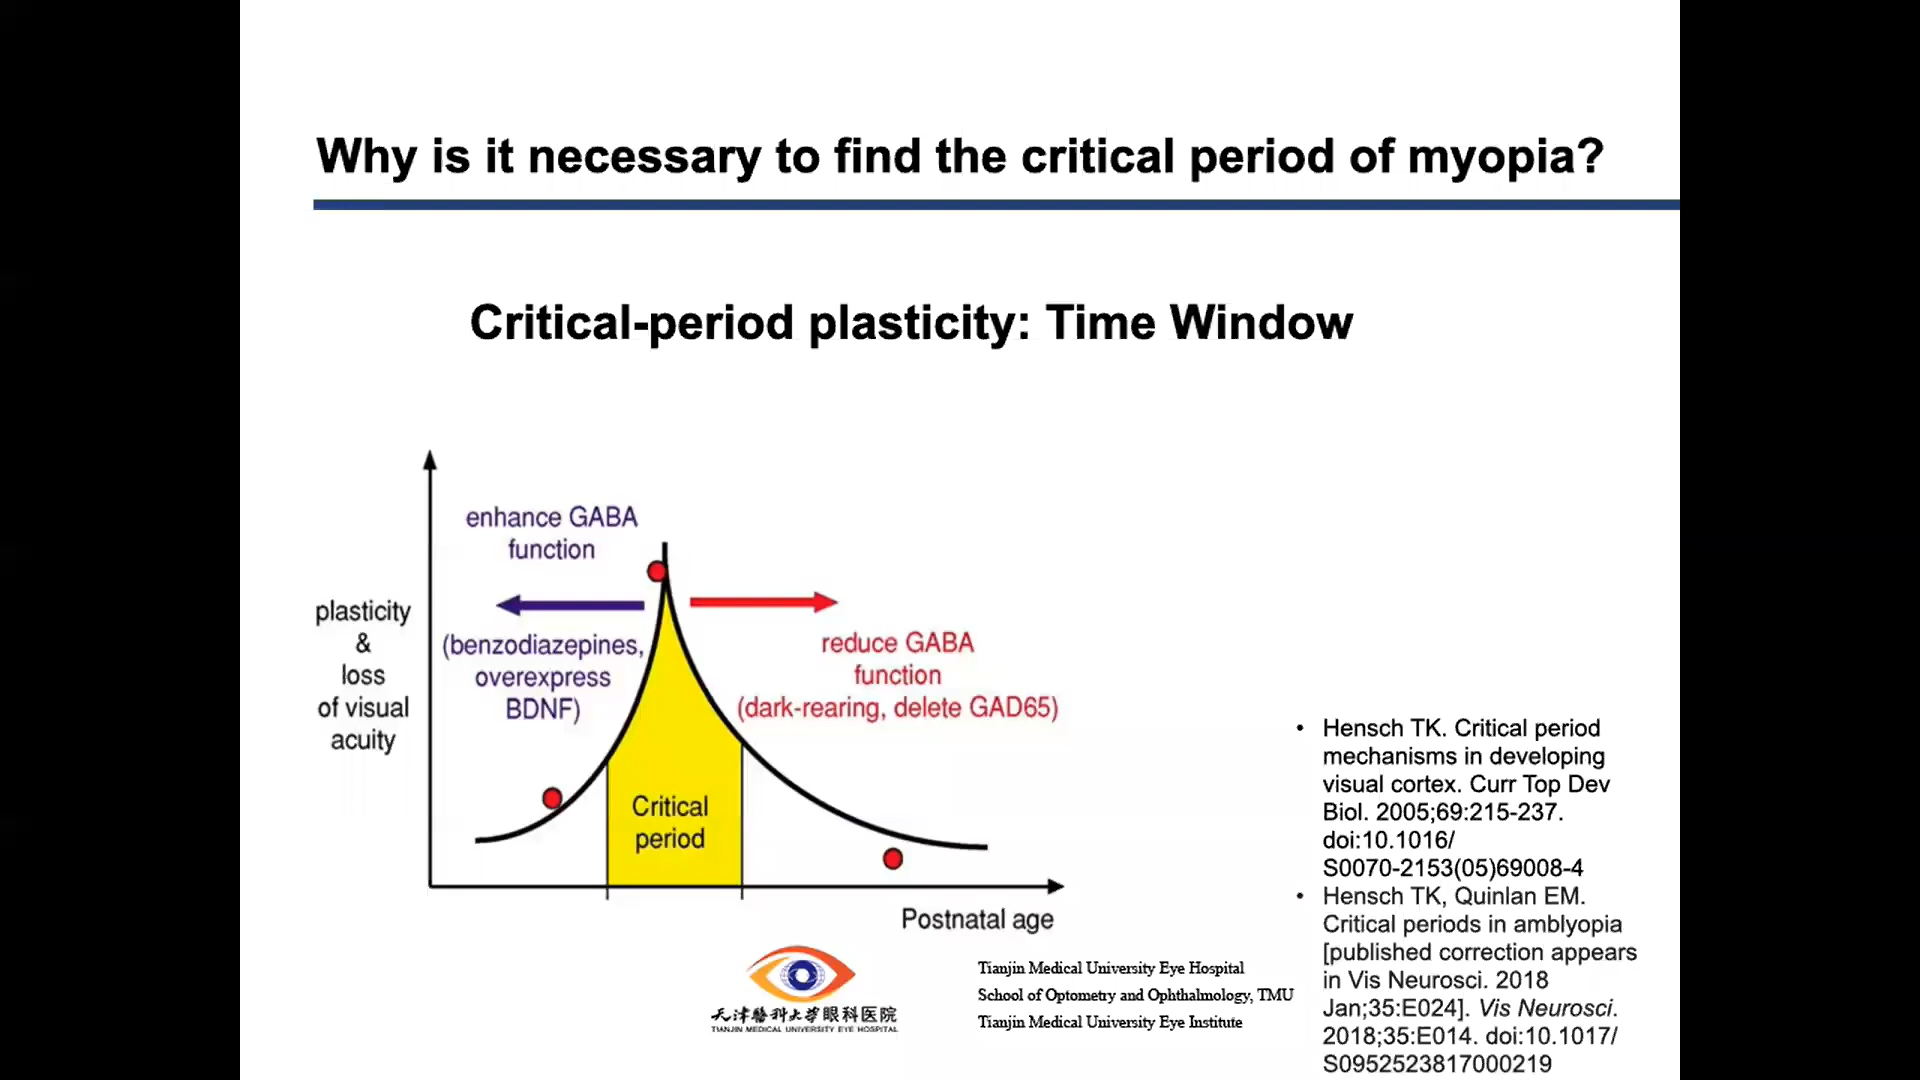 Why is it necessary to find the critical period of myopia?
Critical-period plasticity: Time Window
enhance GABA
function
(benzodiazepines,
overexpress
BDNF)
plasticity
&
loss
of visual
acuity
reduce GABA
function
(dark-rearing, delete GAD65)
Critical
period
Postnatal age
• Hensch TK. Critical period
mechanisms in developing
visual cortex. Curr Top Dev
Biol. 2005;69:215-237.
doi:10.1016/
S0070-2153(05)69008-4
• Hensch TK, Quinlan EM.
Critical periods in amblyopia
[published correction appears
in Vis Neurosci. 2018
Jan;35:E024]. Vis Neurosci.
2018;35:E014. doi:10.1017/
S0952523817000219
天津醫科大学眼科医院
TIANJIN MEDICAL UNIVERSITY EYE HOSPITAL
Tianjin Medical University Eye Hospital
School of Optometry and Ophthalmology, TMU
Tianjin Medical University Eye Institute